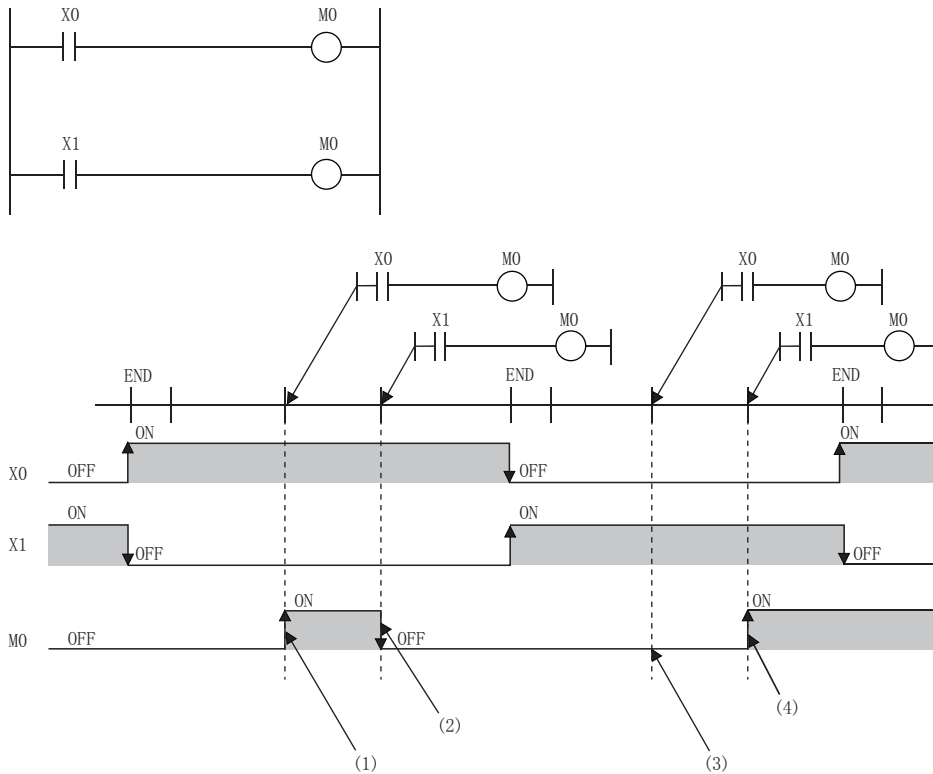 X0 M0
X1 M0
X0 M0 X0 M0
X1 M0 X1 M0
END END END
ON ON
X0 OFF OFF
ON ON
X1 OFF OFF
ON ON
M0 OFF OFF
(1) (2) (3) (4)